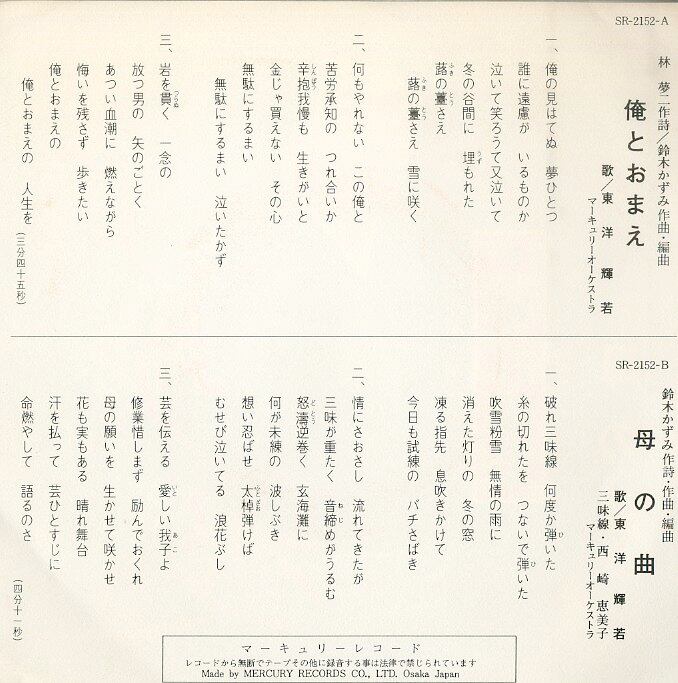 SR-2152-A
林 夢二作詩/鈴木かずみ作曲・編曲
俺とおまえ
歌/東洋輝若
マーキュリーオーケストラ
一、俺の見はてぬ 夢ひとつ
誰に遠慮が いるものか
泣いて笑ろうて又泣いて
冬の谷間に 埋もれた
蕗の薹さえ
蕗の薹さえ 雪に咲く
二、何もやれない この俺と
苦労承知の つれ合いか
辛抱我慢も 生きがいと
金じゃ買えない その心
無駄にするまい
無駄にするまい 泣いたかず
三、岩を貫く 一念の
放つ男の 矢のごとく
あつい血潮に 燃えながら
悔いを残さず 歩きたい
俺とおまえの
俺とおまえの 人生を
(三分四十五秒)
SR-2152-B
鈴木かずみ作詩・作曲・編曲
母の曲
歌/東洋輝若
三味線・西崎恵美子
マーキュリーオーケストラ
一、破れ三味線 何度か弾いた
糸の切れたを つないで弾いた
吹雪粉雪 無情の雨に
消えた灯りの 冬の窓
凍る指先 息吹きかけて
今日も試練の バチさばき
二、情にさおさし 流れてきたが
三味が重たく 音締めがうるむ
怒濤逆巻く 玄海灘に
何が未練の 波しぶき
想い忍ばせ 太棹弾けば
むせび泣いてる 浪花ぶし
三、芸を伝える 愛しい我子よ
修業惜しまず 励んでおくれ
母の願いを 生かせて咲かせ
花も実もある 晴れ舞台
汗を払って 芸ひとすじに
命燃やして 語るのさ
(四分十一秒)
マーキュリーレコード
レコードから無断でテープその他に録音する事は法律で禁じられています
Made by MERCURY RECORDS CO., LTD. Osaka Japan